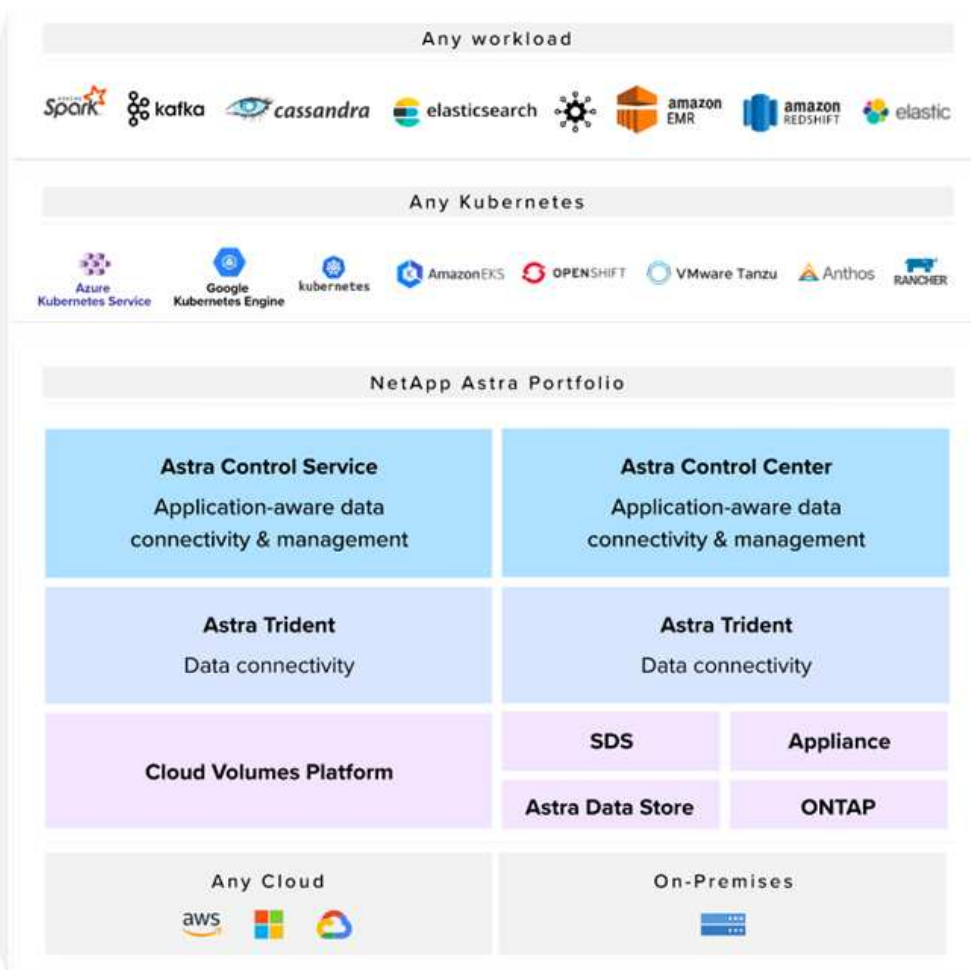 Any workload
APACHE
Spark
kafka
cassandra
elasticsearch
amazon
EMR
amazon
REDSHIFT
elastic
Any Kubernetes
Azure
Kubernetes Service
Google
Kubernetes Engine
kubernetes
Amazon EKS
OPENSHIFT
VMware Tanzu
Anthos
RANCHER
NetApp Astra Portfolio
Astra Control Service
Application-aware data
connectivity & management
Astra Control Center
Application-aware data
connectivity & management
Astra Trident
Data connectivity
Astra Trident
Data connectivity
Cloud Volumes Platform
SDS
Appliance
Astra Data Store
ONTAP
Any Cloud
aws
On-Premises